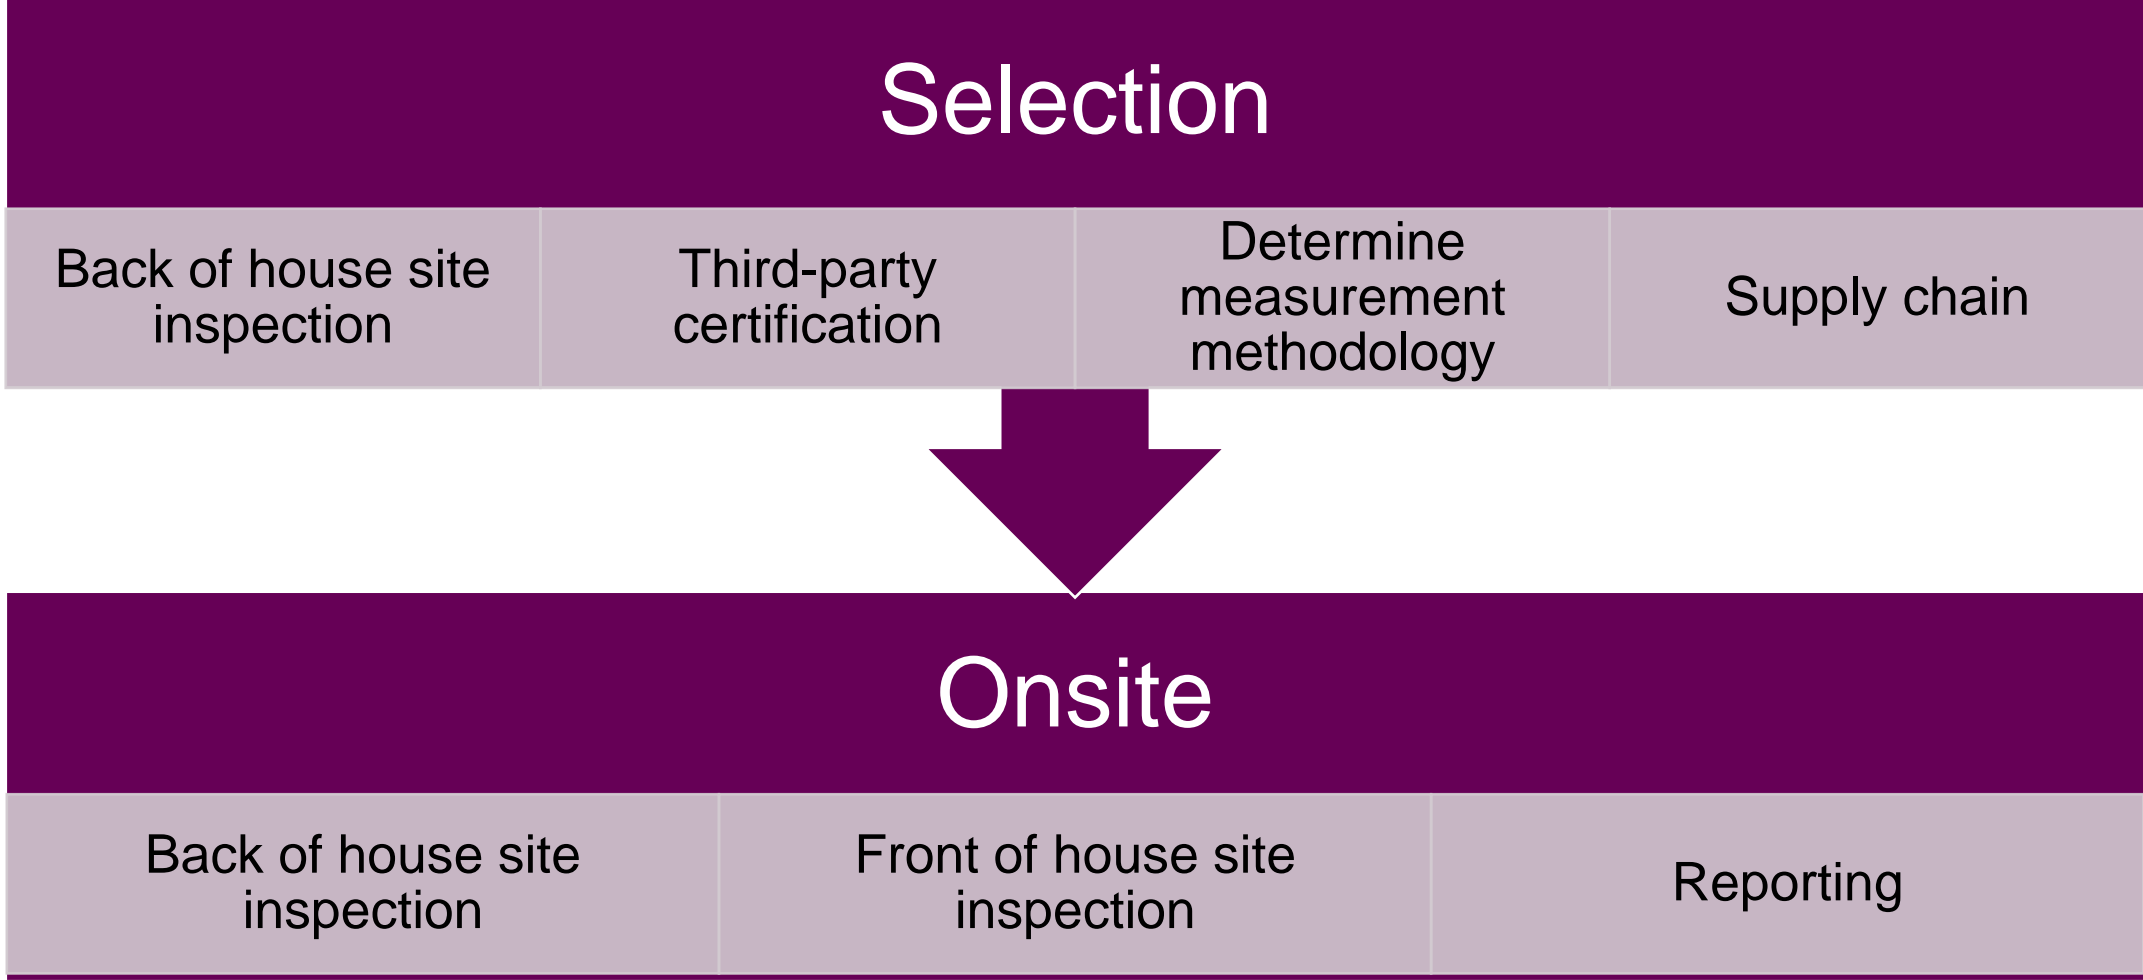 Selection
Back of house site
inspection
Third-party
certification
Determine
measurement
methodology
Supply chain
Onsite
Back of house site
inspection
Front of house site
inspection
Reporting